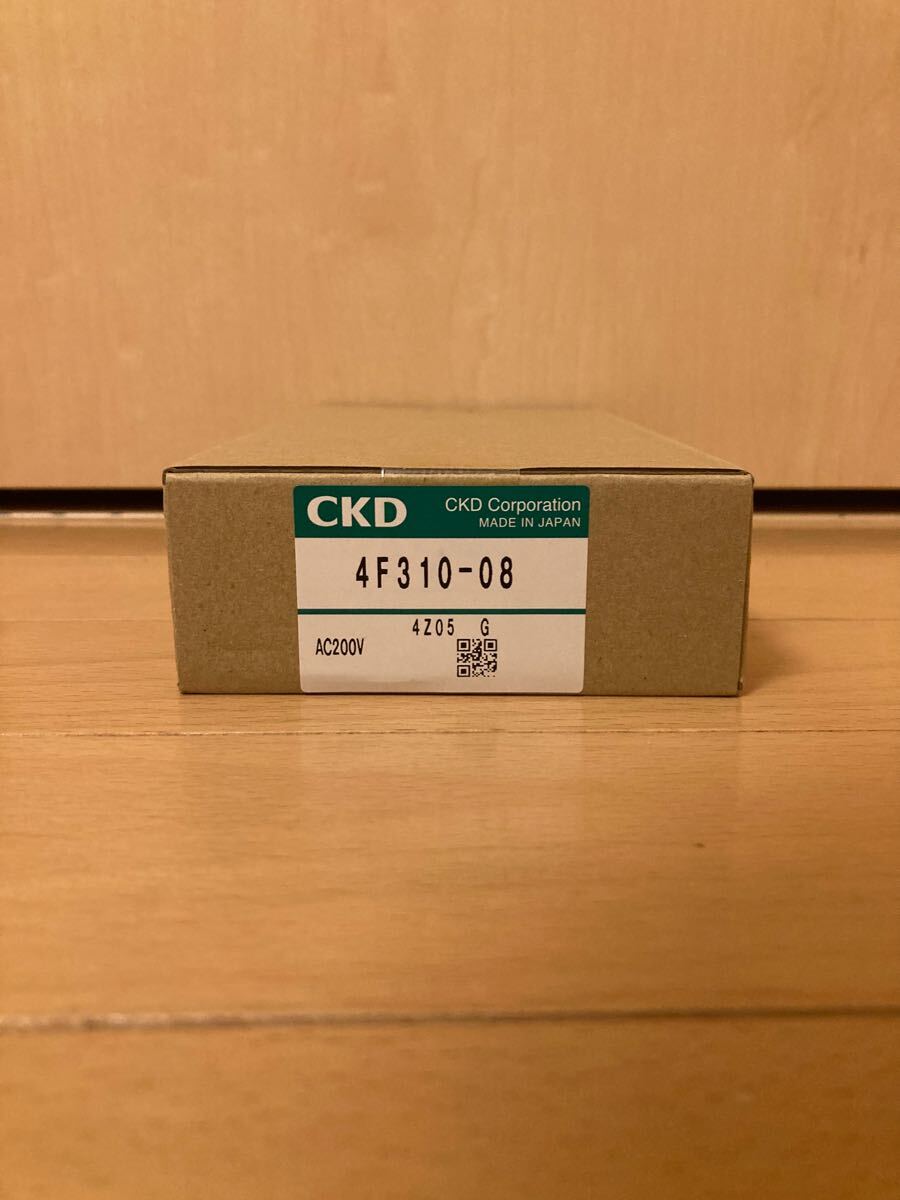 CKD
CKD Corporation
MADE IN JAPAN
4F310-08
4Z05 G
AC200V